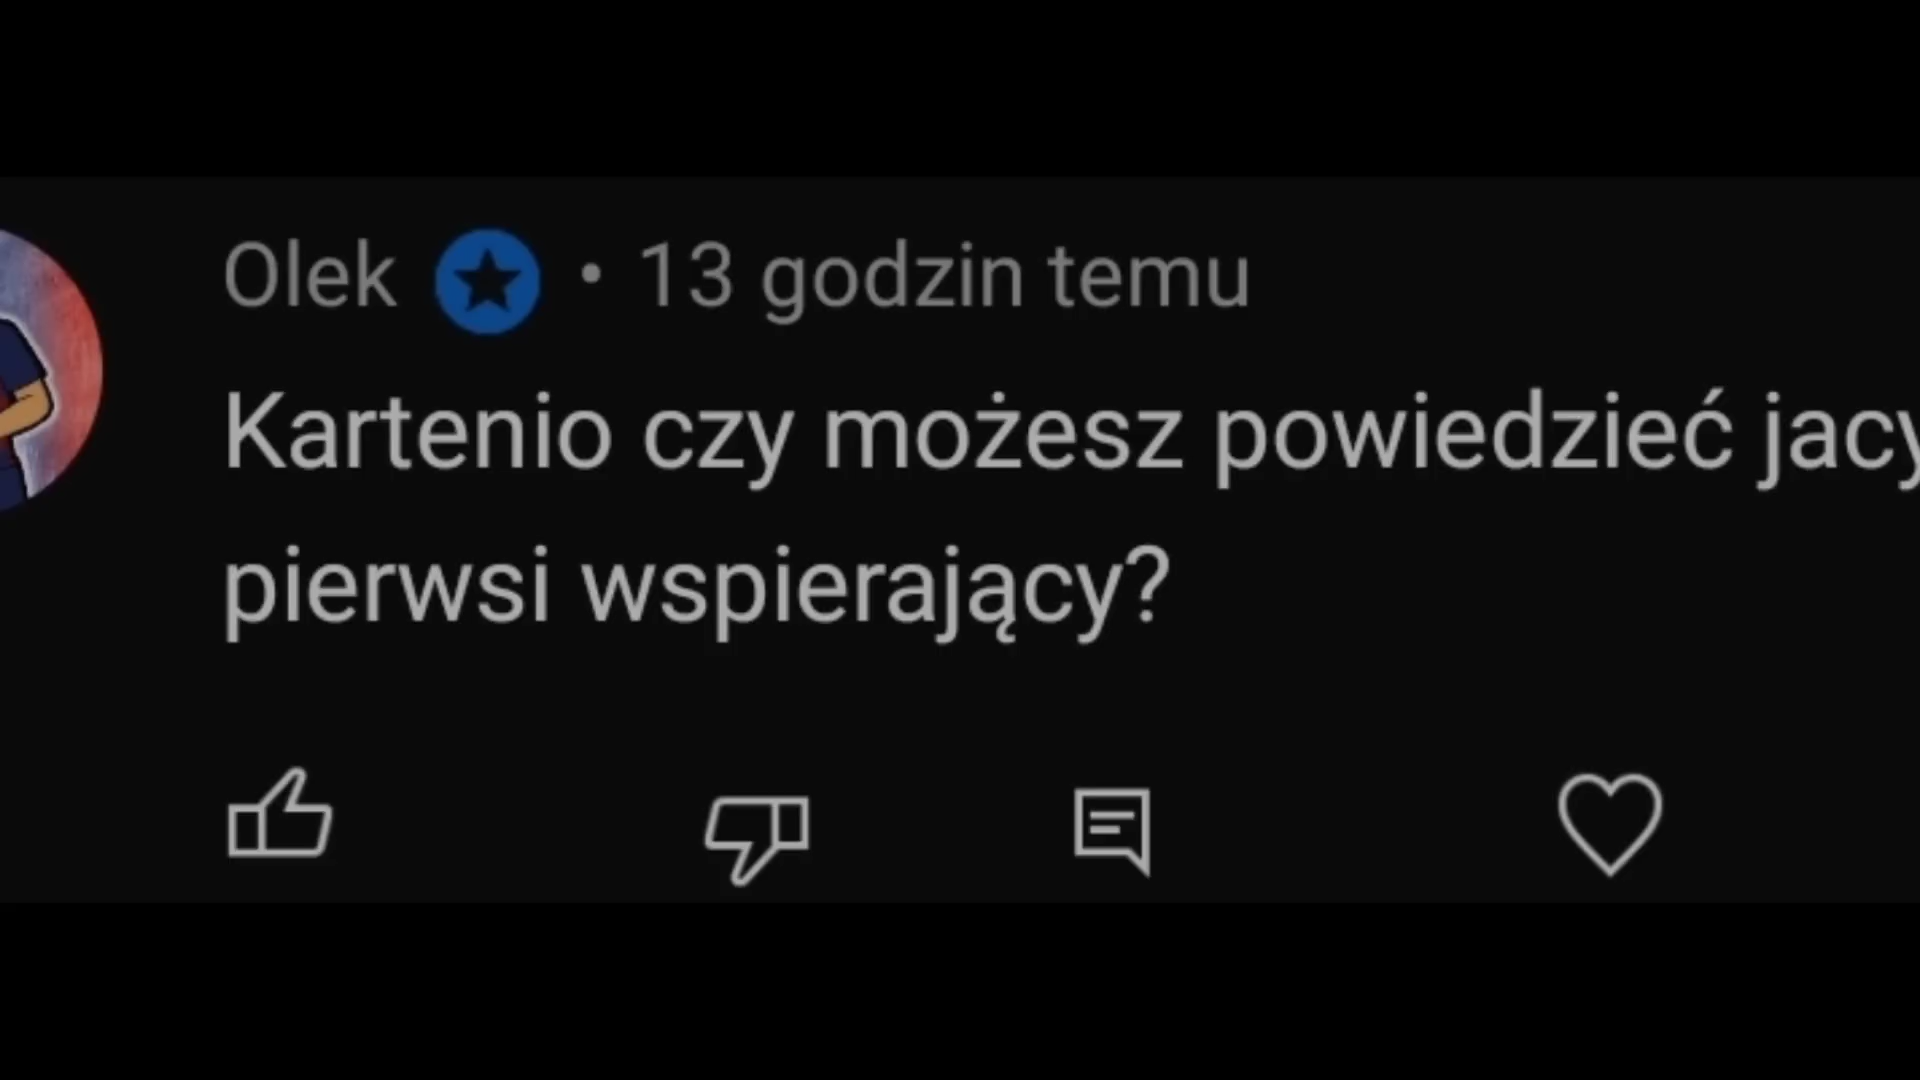 Olek • 13 godzin temu
Kartenio czy możesz powiedzieć jacy
pierwsi wspierający?